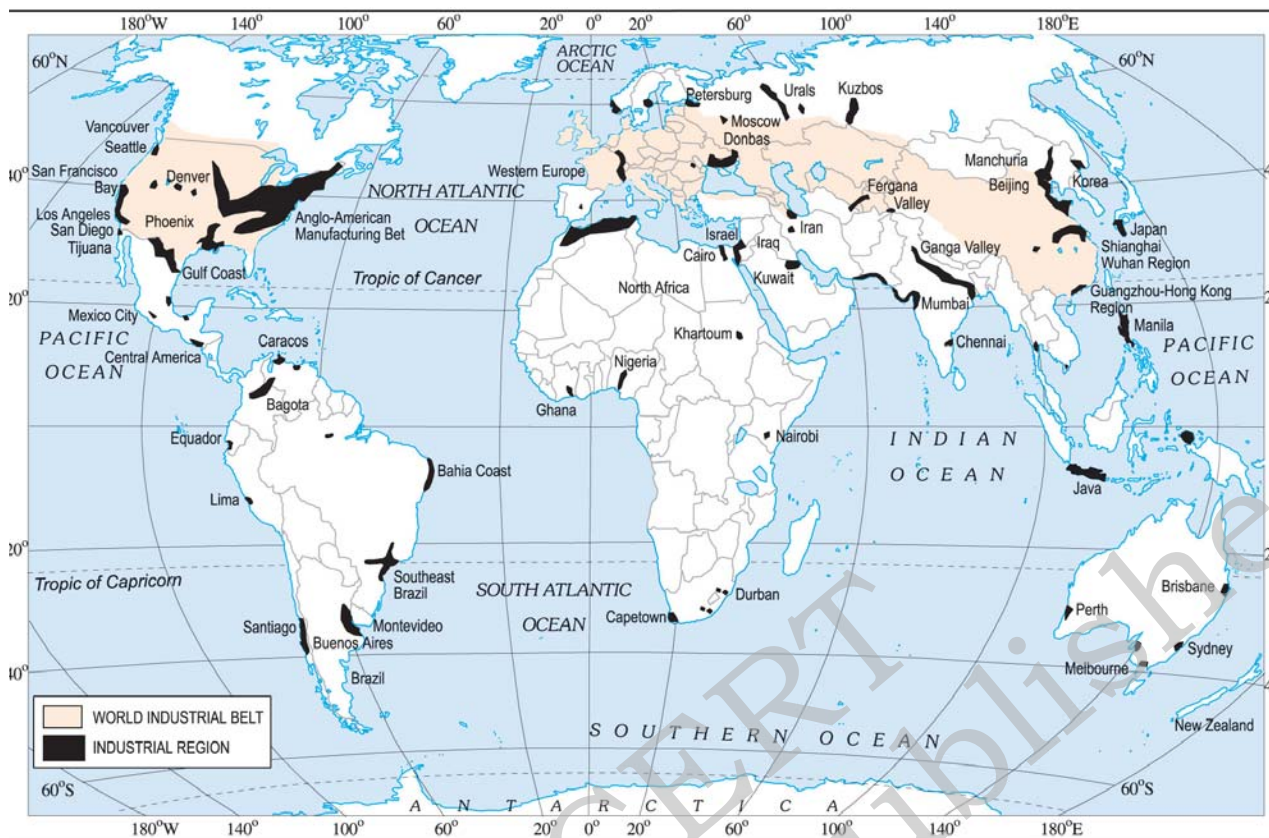 180°W 140° 100° 60° 20° 0° 20° 60° 100° 140° 180°E
60°N
ARCTIC
OCEAN
60°N
Petersburg
Urals
Kuzbos
Vancouver
Seattle
Moscow
Donbas
San Francisco
Bay
Denver
Western Europe
Manchuria
Beijing
Korea
40°
NORTH ATLANTIC
OCEAN
Fergana
Valley
Los Angeles
San Diego
Tijuana
Phoenix
Anglo-American
Manufacturing Bet
Israel
Iraq
Iran
Japan
Gulf Coast
Cairo
Kuwait
Ganga Valley
Shianghai
Wuhan Region
Tropic of Cancer
North Africa
Guangzhou-Hong Kong
Region
20°
Mumbai
Mexico City
Khartoum
Manila
PACIFIC
OCEAN
Central America
Caracos
Chennai
PACIFIC
OCEAN
Nigeria
Bagota
Ghana
Equador
Nairobi
INDIAN
OCEAN
Bahia Coast
Lima
Java
20°
Tropic of Capricorn
Southeast
Brazil
SOUTH ATLANTIC
OCEAN
Durban
Brisbane
Capetown
Perth
Santiago
Montevideo
Buenos Aires
Sydney
Melbourne
40°
Brazil
New Zealand
WORLD INDUSTRIAL BELT
INDUSTRIAL REGION
SOUTHERN OCEAN
60°S
60°S
ANTARCTICA
180°W 140° 100° 60° 20° 0° 20° 60° 100° 140° 180°E